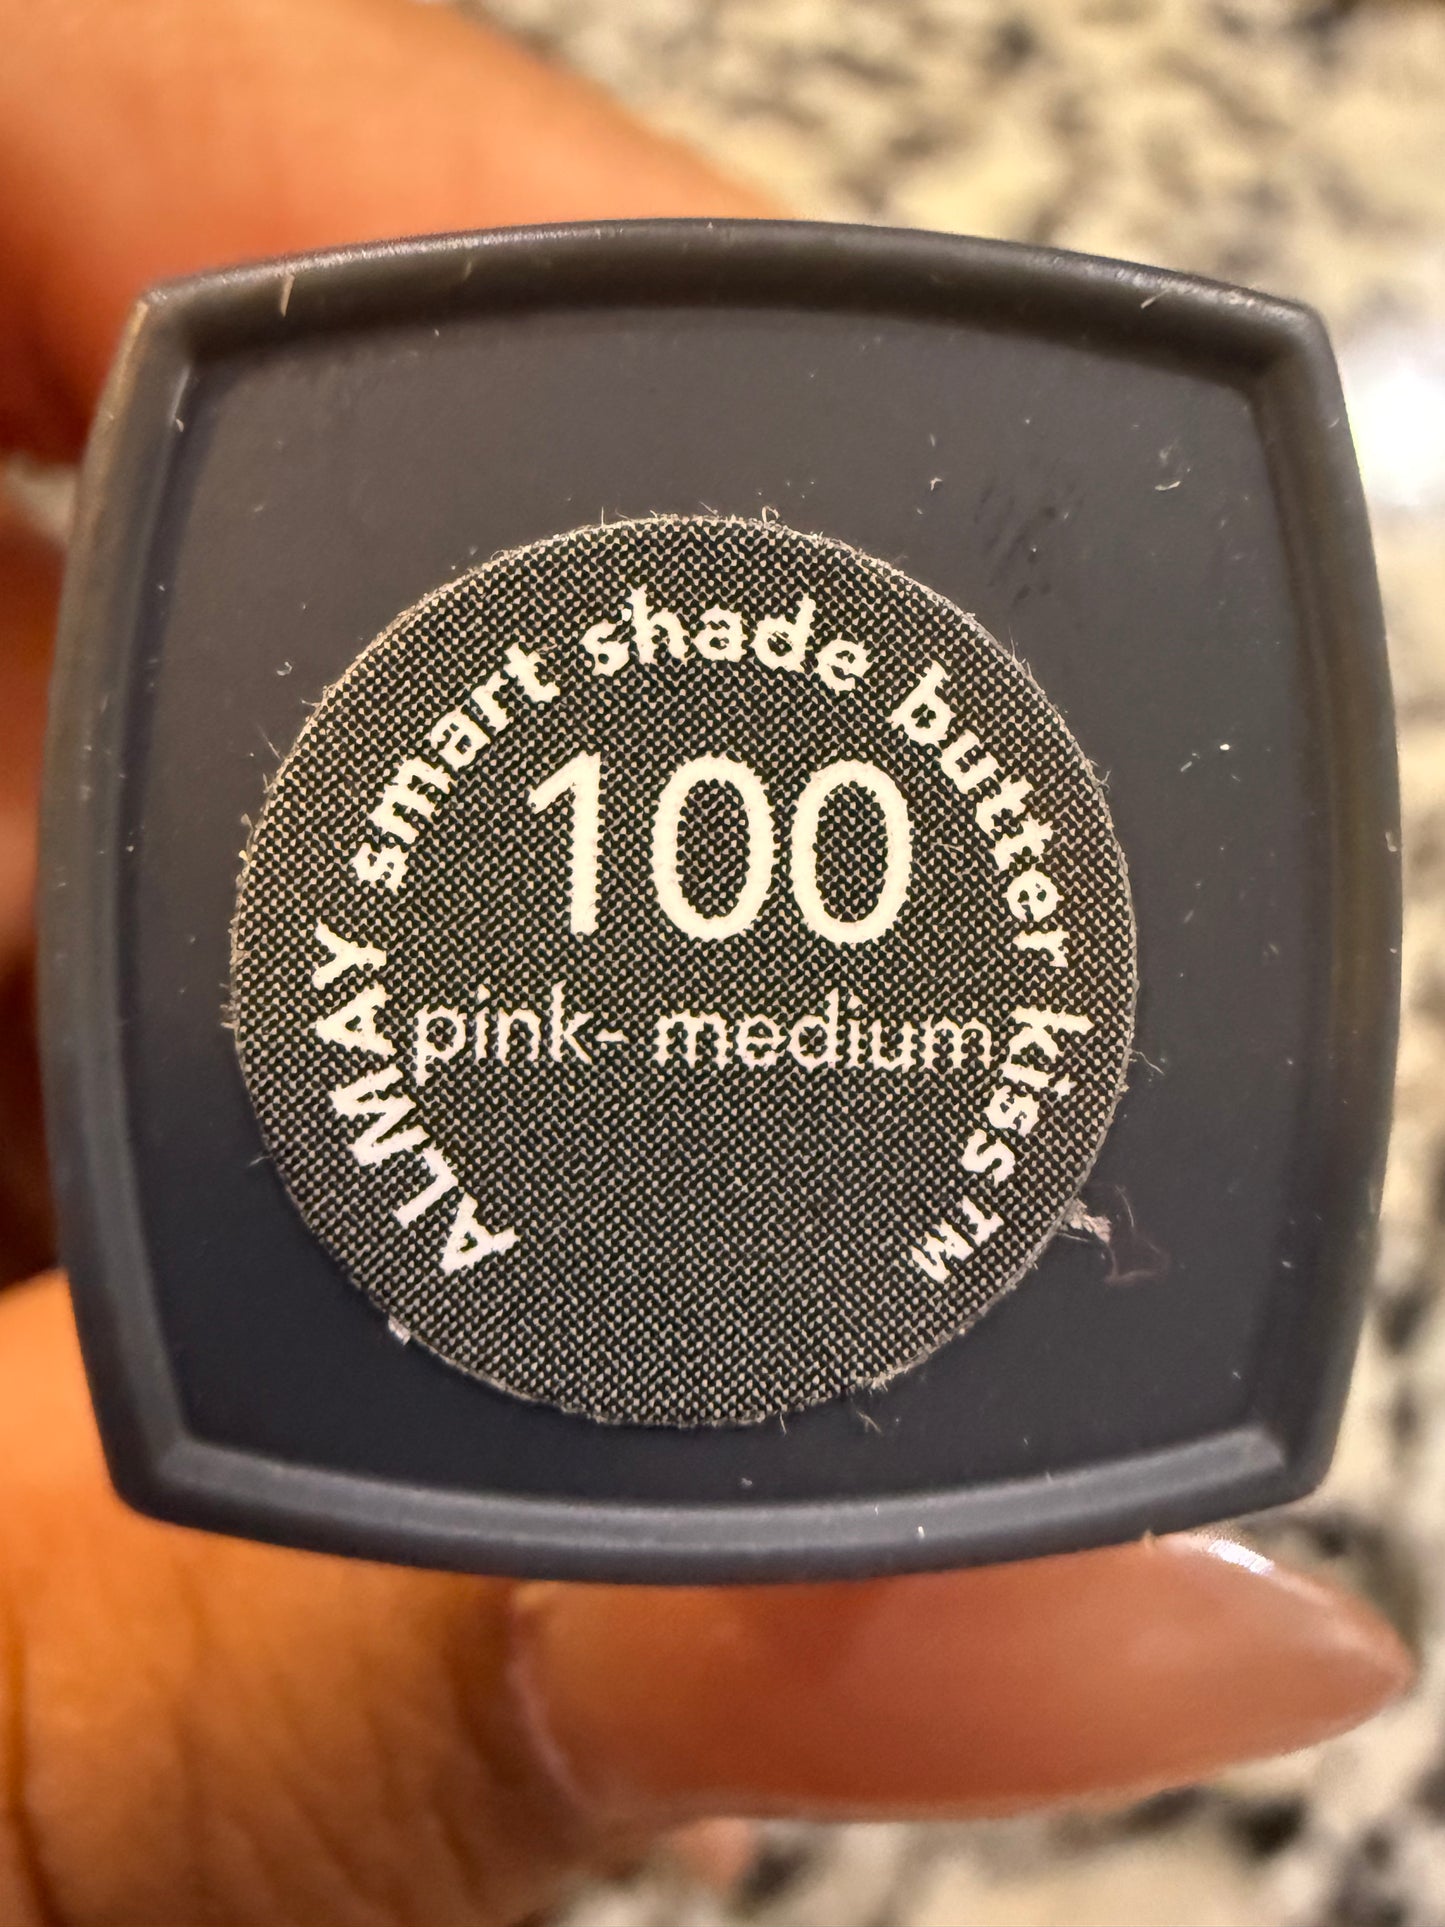 ALMAY smart shade butter kiss™
100
pink- medium